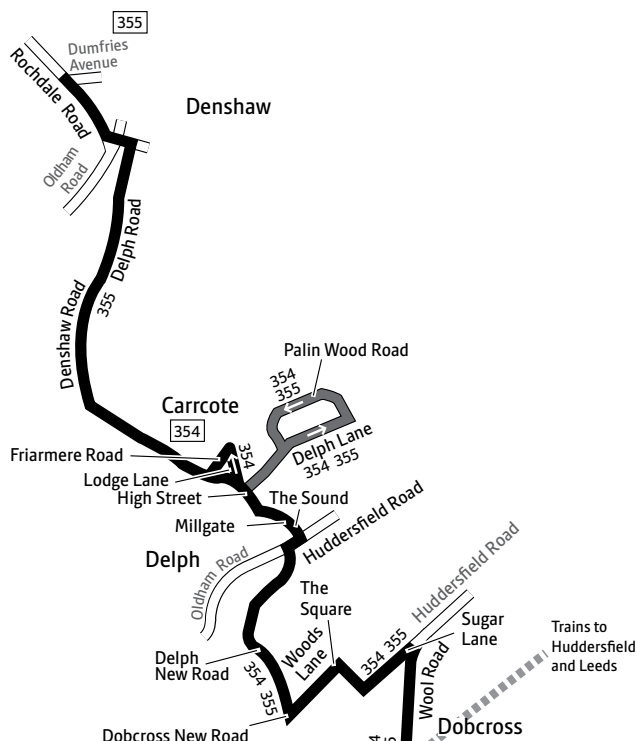 355
Dumfries
Avenue
Rochdale Road
Denshaw
Oldham
Road
Delph Road
355
Denshaw Road
Palin Wood Road
354
355
Carrcote
354
354
Delph Lane
354 355
Friarmere Road
Lodge Lane
High Street
The Sound
Millgate
Huddersfield Road
Delph
Oldham Road
The
Square
Huddersfield Road
Sugar
Lane
Trains to
Huddersfield
and Leeds
Woods
Lane
354 355
Delph
New Road
354 355
Wool Road
Dobcross New Road
Dobcross